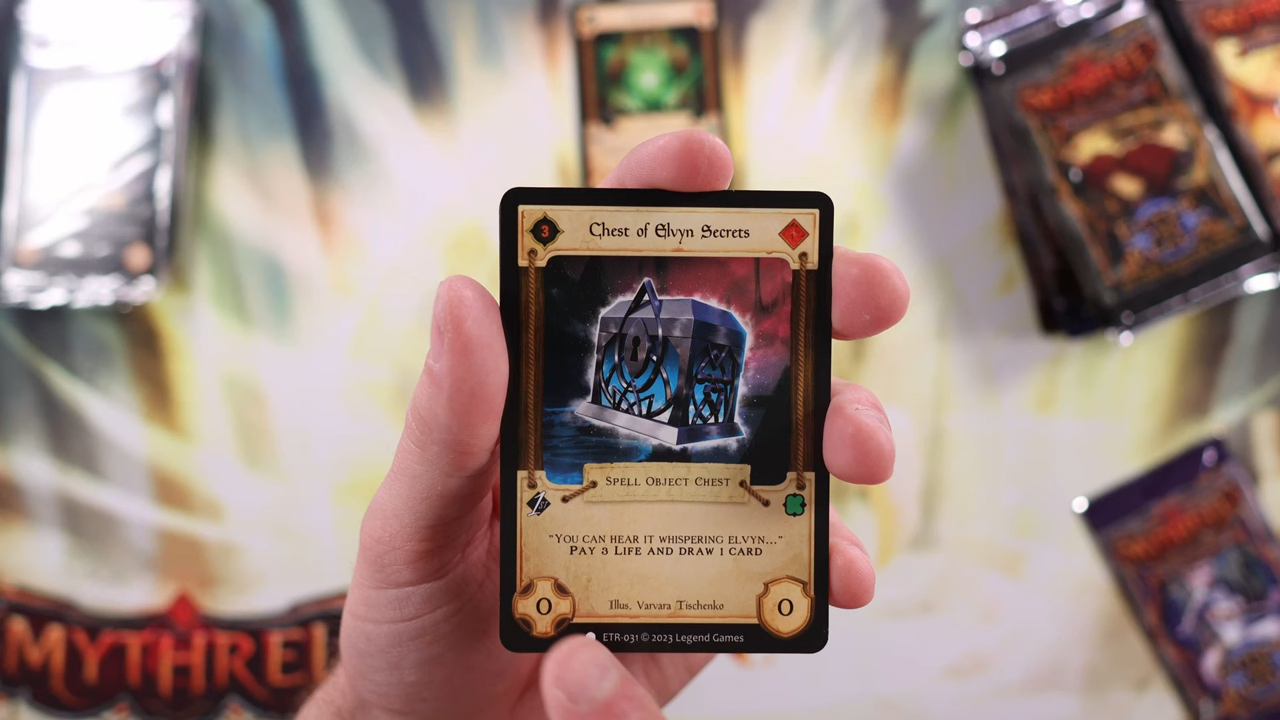 3
Chest of Elvyn Secrets
Spell Object Chest
1st
"You can hear it whispering Elvyn..."
Pay 3 Life and draw 1 card
0
Illus. Varvara Tischenko
0
ETR-031 © 2023 Legend Games
MYTHREL